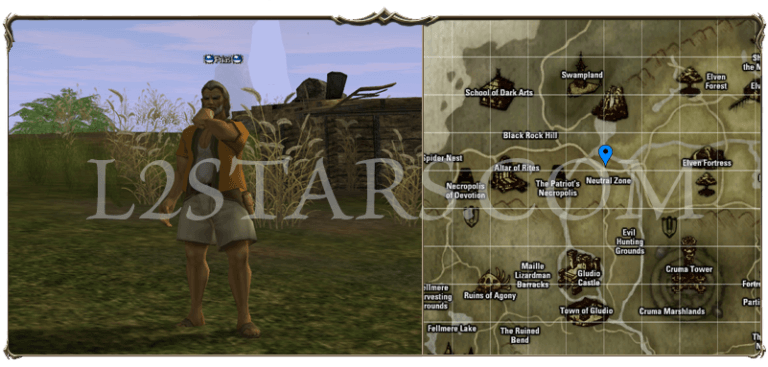 L2STARS.COM
School of Dark Arts
Swampland
Elven
Forest
Black Rock Hill
Spider Nest
Altar of Rites
Neutral Zone
Elven Fortress
Necropolis
of Devotion
The Patriot's
Necropolis
Evil
Hunting
Grounds
Maille
Lizardman
Barracks
Gludio
Castle
Cruma Tower
Ruins of Agony
Town of Gludio
Cruma Marshlands
Fellmere Lake
The Ruined
Bend